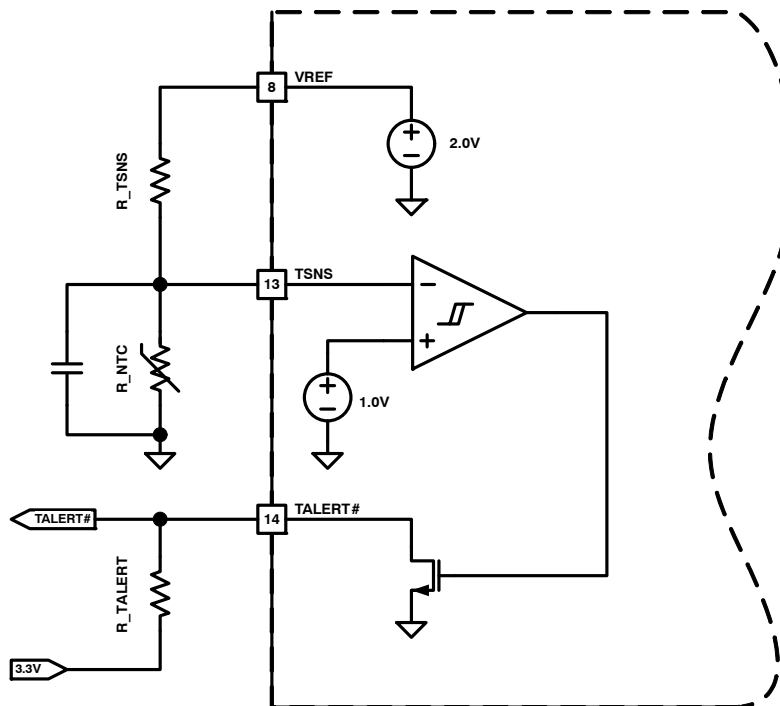 8
VREF
2.0V
R_TSNS
13
TSNS
R_NTC
1.0V
14
TALERT#
TALERT#
R_TALERT
3.3V